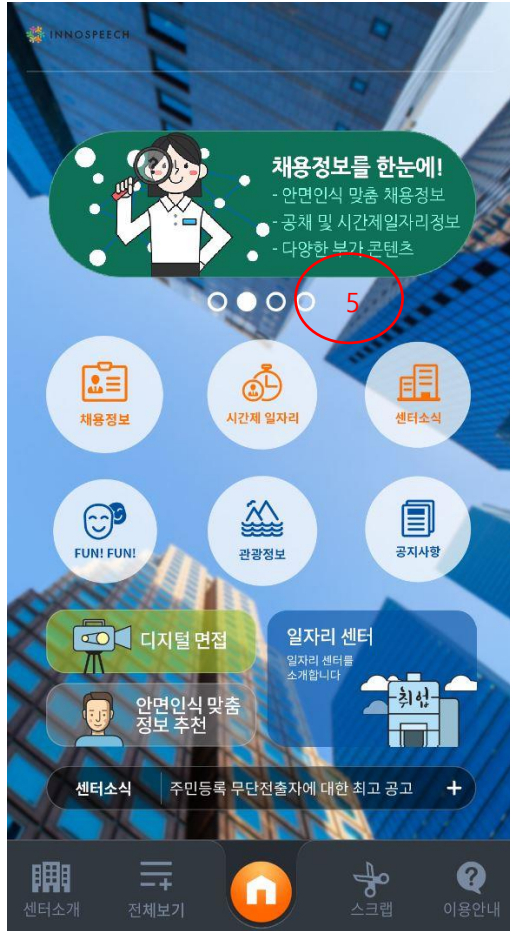 INNOSPEECH
채용정보를 한눈에!
- 안면인식 맞춤 채용정보
- 공채 및 시간제일자리정보
- 다양한 부가 콘텐츠
5
채용정보
시간제 일자리
센터소식
FUN! FUN!
관광정보
공지사항
디지털 면접
일자리 센터
일자리 센터를
소개합니다
취업
안면인식 맞춤
정보 추천
센터소식
주민등록 무단전출자에 대한 최고 공고
+
센터소개
전체보기
스크랩
이용안내